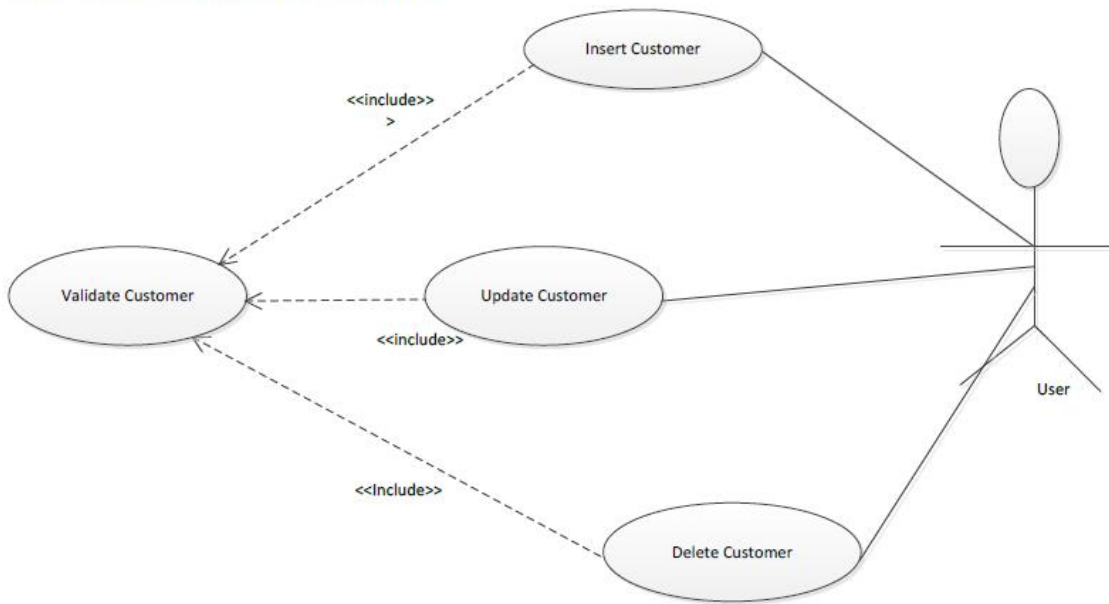 Insert Customer
<<include>>
>
Validate Customer
Update Customer
<<include>>
User
<<Include>>
Delete Customer